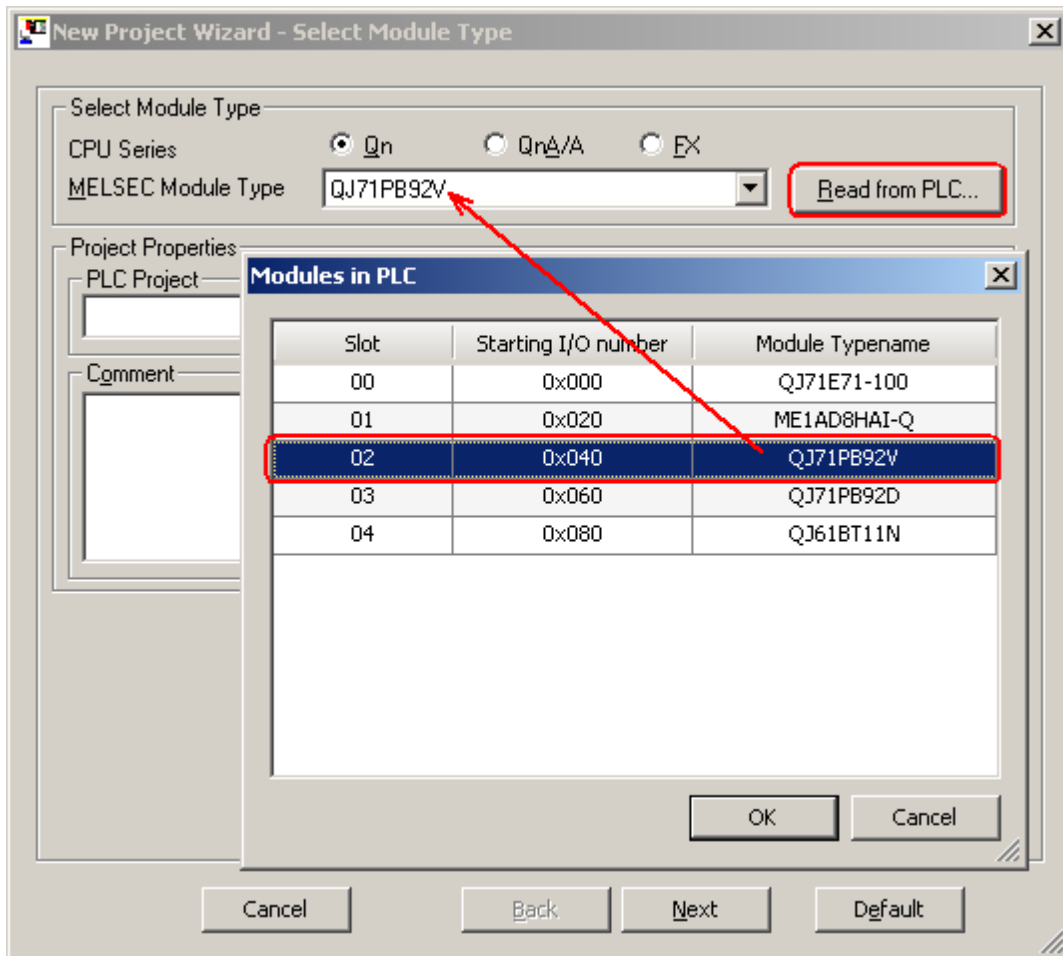 New Project Wizard - Select Module Type
Select Module Type
CPU Series Qn QnA/A FX
MELSEC Module Type QJ71PB92V Read from PLC...
Project Properties
PLC Project
Comment
Modules in PLC
Slot Starting I/O number Module Typename
00 0x000 QJ71E71-100
01 0x020 ME1AD8HAI-Q
02 0x040 QJ71PB92V
03 0x060 QJ71PB92D
04 0x080 QJ61BT11N
OK Cancel
Cancel Back Next Default